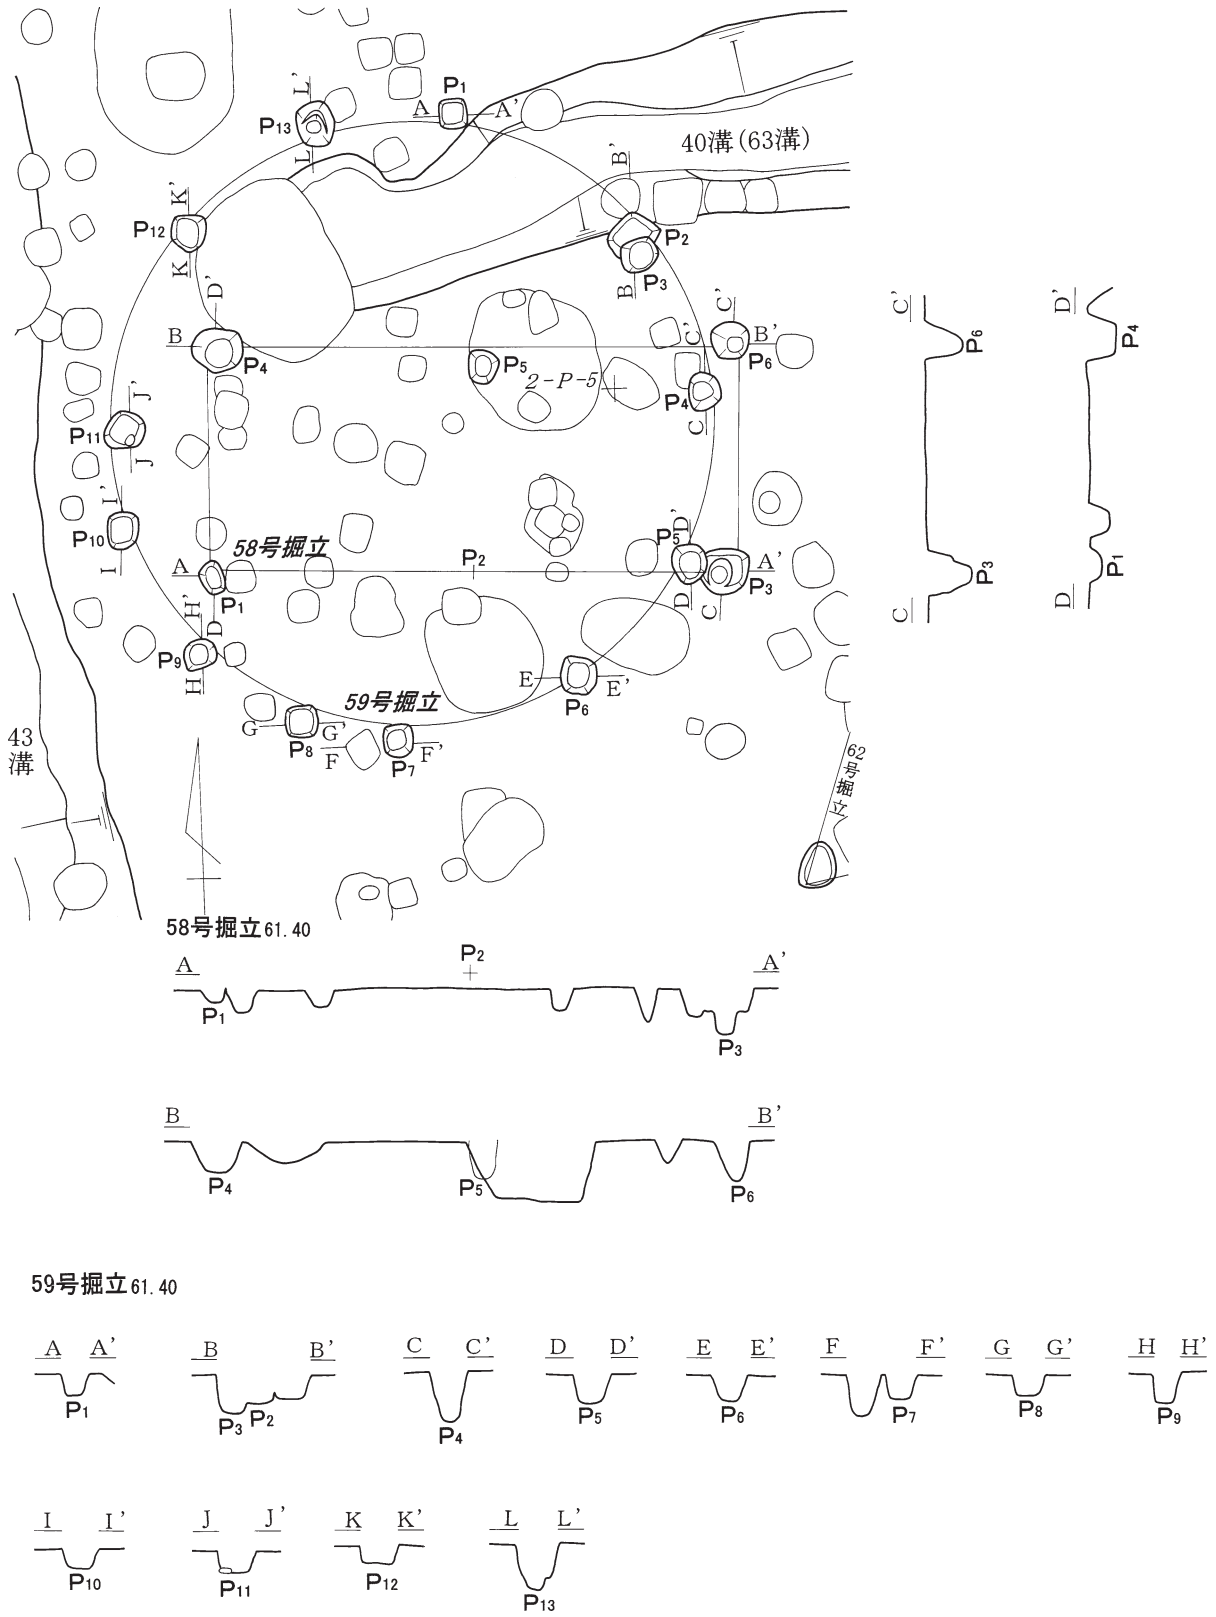 L'
P1
A A'
P13
L
40溝(63溝)
B'
K'
P12
P2
K
P3
B
D'
C'
B
C'
B'
P4
P5
P6
2-P-5
P4
C
J'
P11
J
I'
P10
I
58号掘立
P2
P5
D'
A
A'
P1
P3
H'
D
D
C
P9
H
E E'
P6
59号掘立
G G'
P8
F F'
P7
43
溝
62号掘立
C'
P6
P3
C
D'
P4
P1
D
58号掘立61.40
A P2 A'
P1 P3
B B'
P4 P5 P6
59号掘立61.40
A A' B B' C C' D D' E E' F F' G G' H H'
P1 P3 P2 P4 P5 P6 P7 P8 P9
I I' J J' K K' L L'
P10 P11 P12 P13